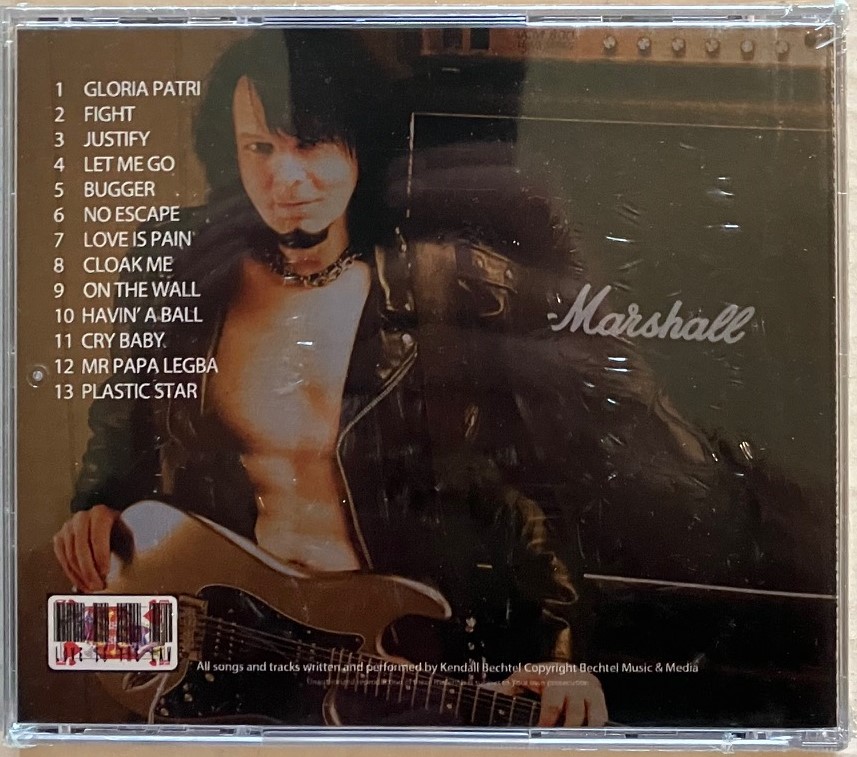 1 GLORIA PATRI
2 FIGHT
3 JUSTIFY
4 LET ME GO
5 BUGGER
6 NO ESCAPE
7 LOVE IS PAIN
8 CLOAK ME
9 ON THE WALL
10 HAVIN' A BALL
11 CRY BABY
12 MR PAPA LEGBA
13 PLASTIC STAR
Marshall
All songs and tracks written and performed by Kendall Bechtel Copyright Bechtel Music & Media